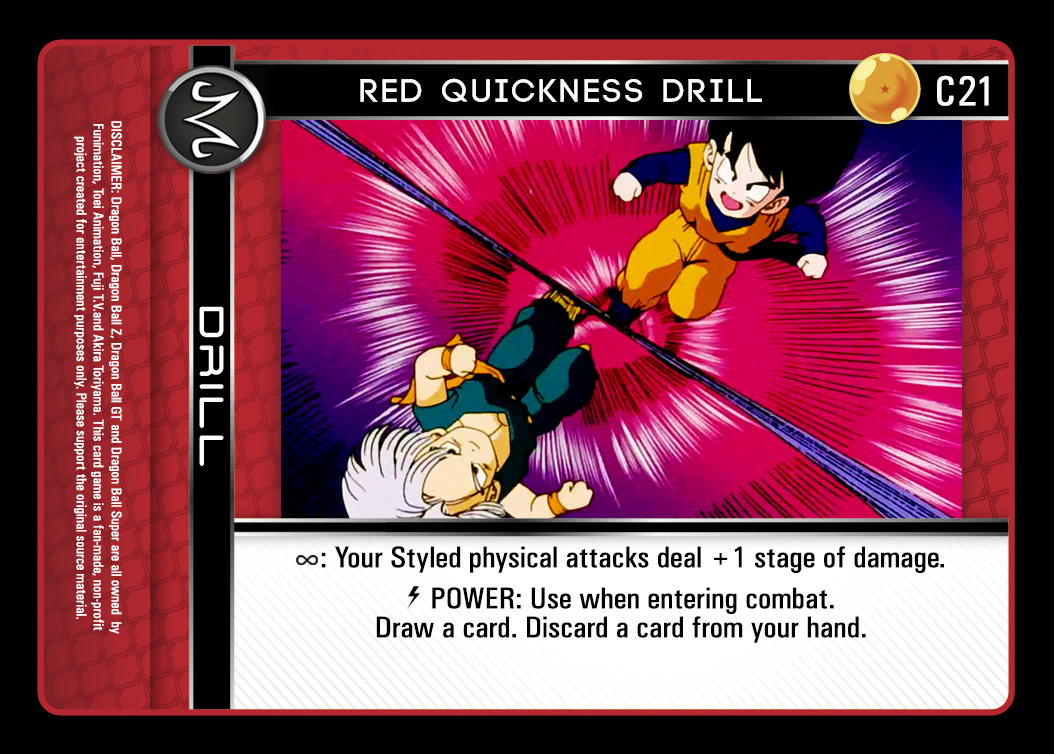 RED QUICKNESS DRILL
C21
DRILL
∞: Your Styled physical attacks deal +1 stage of damage.
POWER: Use when entering combat.
Draw a card. Discard a card from your hand.
DISCLAIMER: Dragon Ball, Dragon Ball Z, Dragon Ball GT and Dragon Ball Super are all owned by
Funimation, Toei Animation, Fuji T.V.and Akira Toriyama. This card game is a fan-made, non-profit
project created for entertainment purposes only. Please support the original source material.